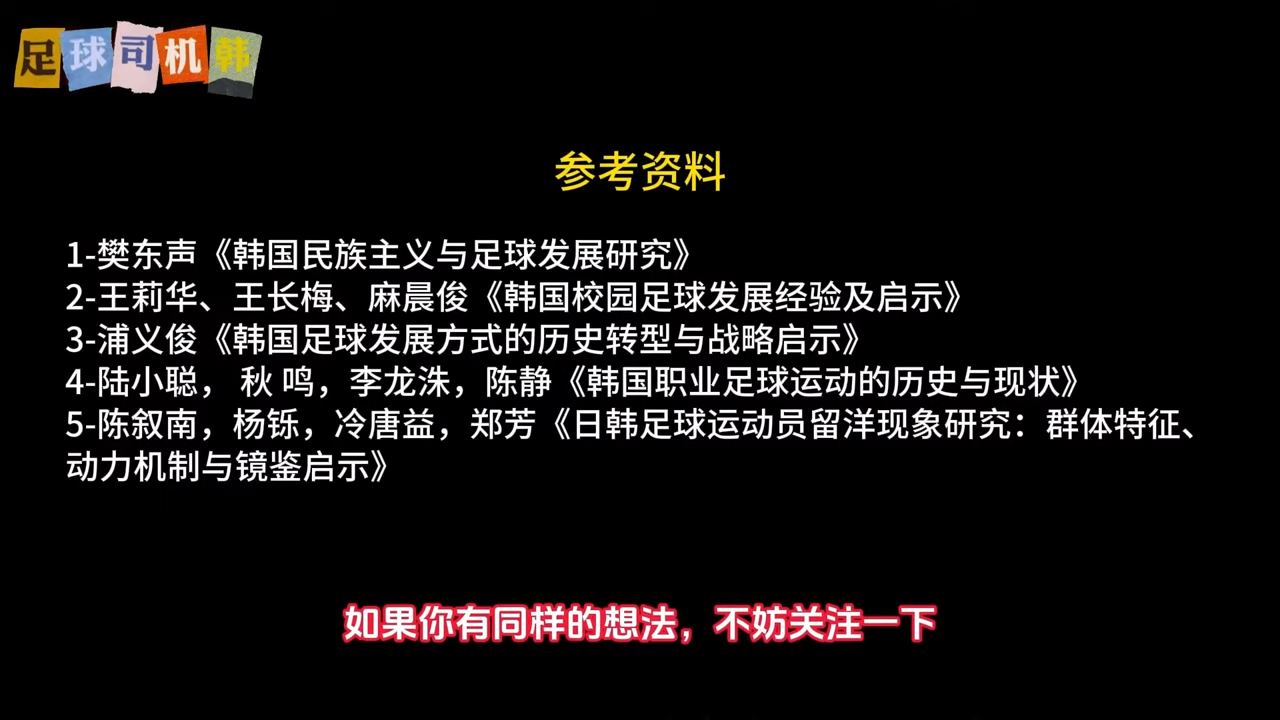 足球司机韩
参考资料
1-樊东声《韩国民族主义与足球发展研究》
2-王莉华、王长梅、麻晨俊《韩国校园足球发展经验及启示》
3-浦义俊《韩国足球发展方式的历史转型与战略启示》
4-陆小聪， 秋 鸣，李龙洙，陈静《韩国职业足球运动的历史与现状》
5-陈叙南，杨铄，冷唐蒀，郑芳《日韩足球运动员留洋现象研究：群体特征、
动力机制与镜鉴启示》
如果你有同样的想法，不妨关注一下